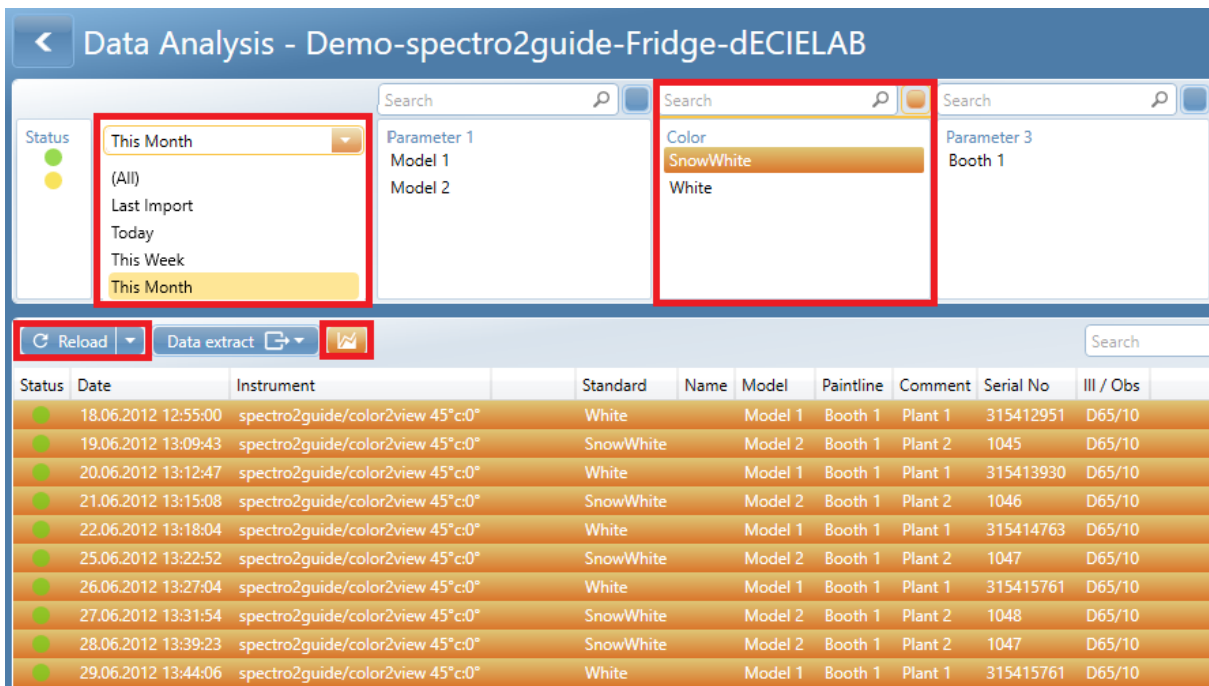 Data Analysis - Demo-spectro2guide-Fridge-dECIELAB
Search Search Search
Status This Month Parameter 1 Color Parameter 3
Model 1 SnowWhite Booth 1
(All) Model 2 White
Last Import
Today
This Week
This Month
Reload Data extract Search
Status Date Instrument Standard Name Model Paintline Comment Serial No Ill / Obs
18.06.2012 12:55:00 spectro2guide/color2view 45°c:0° White Model 1 Booth 1 Plant 1 315412951 D65/10
19.06.2012 13:09:43 spectro2guide/color2view 45°c:0° SnowWhite Model 2 Booth 1 Plant 2 1045 D65/10
20.06.2012 13:12:47 spectro2guide/color2view 45°c:0° White Model 1 Booth 1 Plant 1 315413930 D65/10
21.06.2012 13:15:08 spectro2guide/color2view 45°c:0° SnowWhite Model 2 Booth 1 Plant 2 1046 D65/10
22.06.2012 13:18:04 spectro2guide/color2view 45°c:0° White Model 1 Booth 1 Plant 1 315414763 D65/10
25.06.2012 13:22:52 spectro2guide/color2view 45°c:0° SnowWhite Model 2 Booth 1 Plant 2 1047 D65/10
26.06.2012 13:27:04 spectro2guide/color2view 45°c:0° White Model 1 Booth 1 Plant 1 315415761 D65/10
27.06.2012 13:31:54 spectro2guide/color2view 45°c:0° SnowWhite Model 2 Booth 1 Plant 2 1048 D65/10
28.06.2012 13:39:23 spectro2guide/color2view 45°c:0° SnowWhite Model 2 Booth 1 Plant 2 1047 D65/10
29.06.2012 13:44:06 spectro2guide/color2view 45°c:0° White Model 1 Booth 1 Plant 1 315415761 D65/10